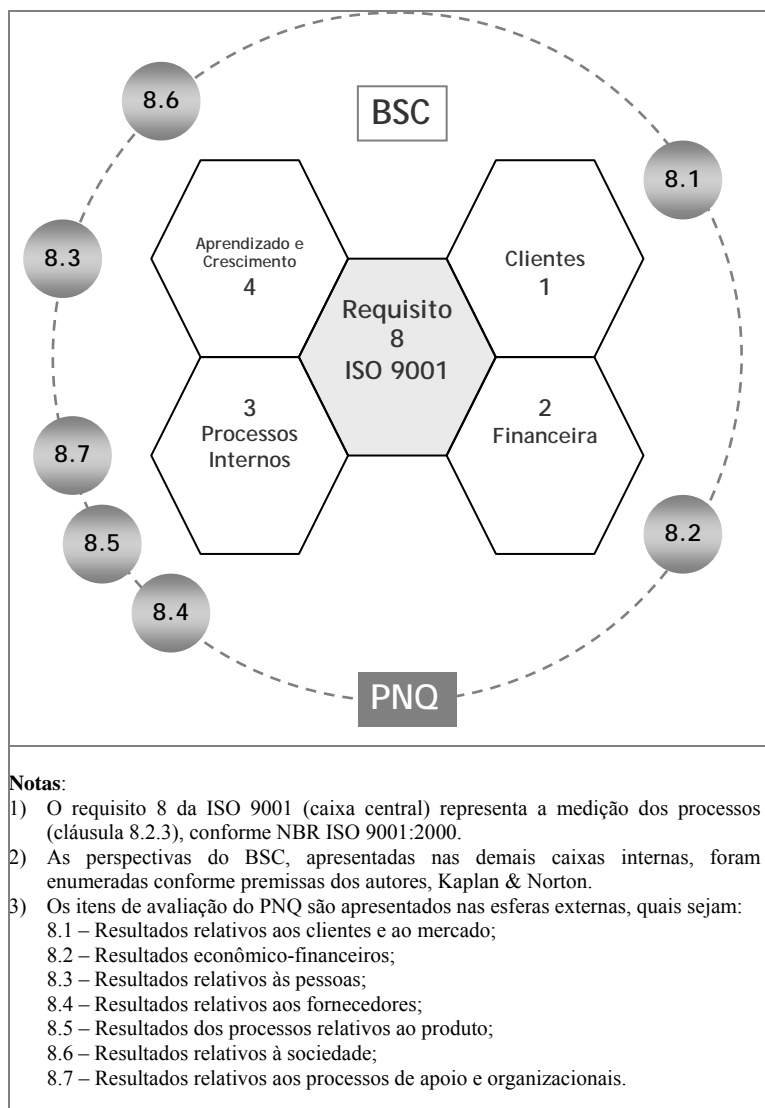 8.6
BSC
8.1
8.3
Aprendizado e
Crescimento
4
Clientes
1
Requisito
8
ISO 9001
3
Processos
Internos
2
Financeira
8.7
8.5
8.4
8.2
PNQ
Notas:
1) O requisito 8 da ISO 9001 (caixa central) representa a medição dos processos
(cláusula 8.2.3), conforme NBR ISO 9001:2000.
2) As perspectivas do BSC, apresentadas nas demais caixas internas, foram
enumeradas conforme premissas dos autores, Kaplan & Norton.
3) Os itens de avaliação do PNQ são apresentados nas esferas externas, quais sejam:
8.1 – Resultados relativos aos clientes e ao mercado;
8.2 – Resultados econômico-financeiros;
8.3 – Resultados relativos às pessoas;
8.4 – Resultados relativos aos fornecedores;
8.5 – Resultados dos processos relativos ao produto;
8.6 – Resultados relativos à sociedade;
8.7 – Resultados relativos aos processos de apoio e organizacionais.